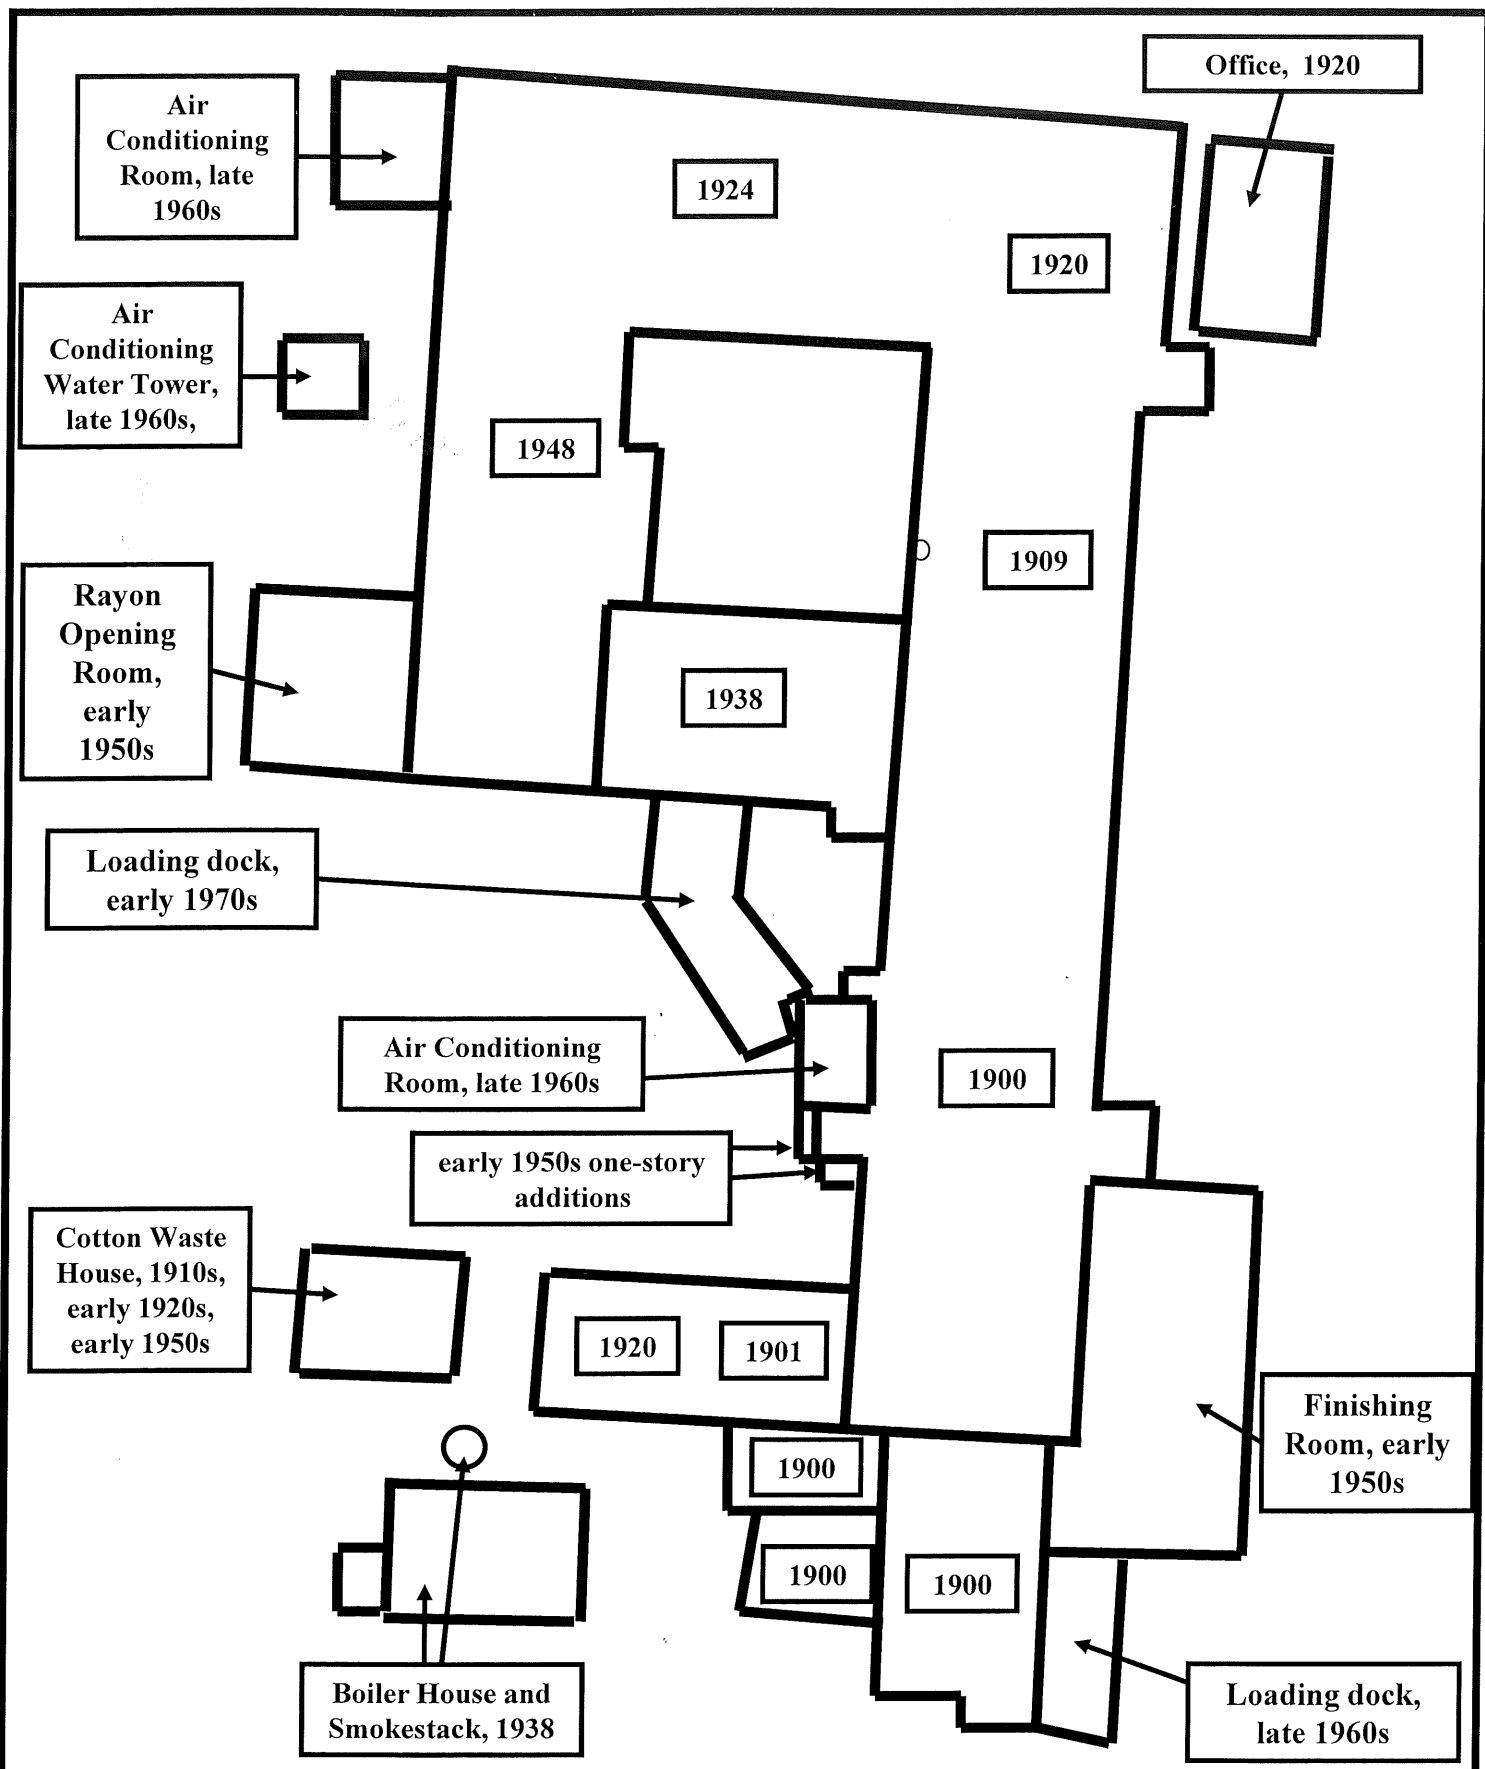 Office, 1920
Air
Conditioning
Room, late
1960s
1924
1920
Air
Conditioning
Water Tower,
late 1960s,
1948
1909
Rayon
Opening
Room,
early
1950s
1938
Loading dock,
early 1970s
Air Conditioning
Room, late 1960s
1900
early 1950s one-story
additions
Cotton Waste
House, 1910s,
early 1920s,
early 1950s
1920
1901
Finishing
Room, early
1950s
1900
1900
1900
Boiler House and
Smokestack, 1938
Loading dock,
late 1960s